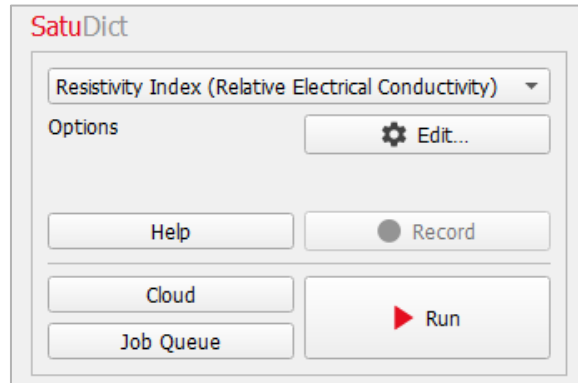 SatuDict
Resistivity Index (Relative Electrical Conductivity)
Options
Edit...
Help
Record
Cloud
Run
Job Queue